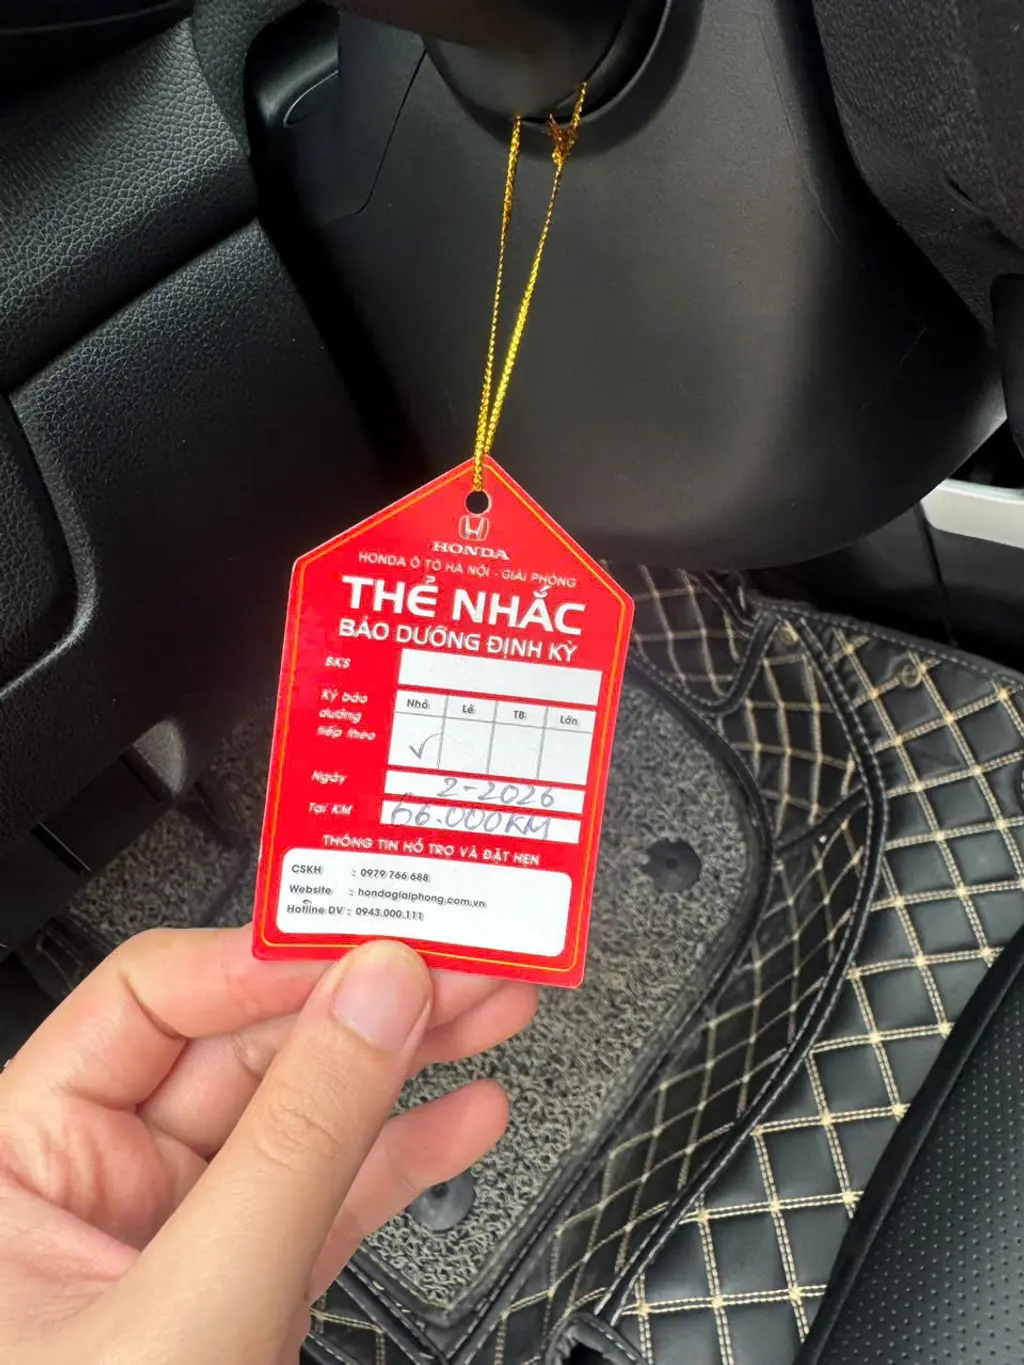 HONDA
HONDA Ô TÔ HÀ NỘI - GIẢI PHÓNG
THẺ NHẮC
BẢO DƯỠNG ĐỊNH KỲ
BKS
Kỳ bảo dưỡng tiếp theo
Nhỏ Lẻ TB Lớn
✓
Ngày 2-2026
Tại KM 66.000KM
THÔNG TIN HỖ TRỢ VÀ ĐẶT HẸN
CSKH : 0979 766 688
Website : hondagiaiphong.com.vn
Hotline DV : 0943.000.111